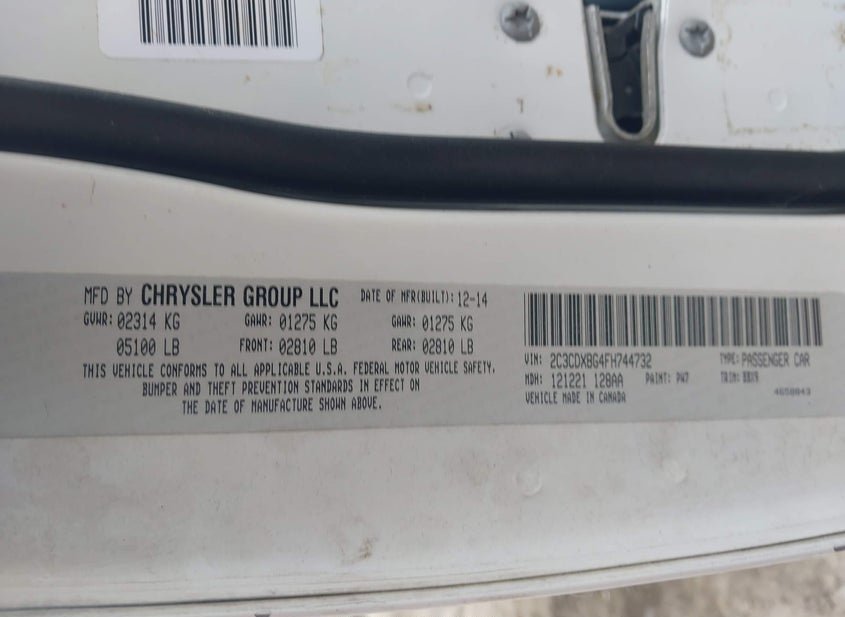 MFD BY CHRYSLER GROUP LLC DATE OF MFR(BUILT): 12-14
GVWR: 02314 KG GAWR: 01275 KG GAWR: 01275 KG
05100 LB FRONT: 02810 LB REAR: 02810 LB
THIS VEHICLE CONFORMS TO ALL APPLICABLE U.S.A. FEDERAL MOTOR VEHICLE SAFETY.
BUMPER AND THEFT PREVENTION STANDARDS IN EFFECT ON
THE DATE OF MANUFACTURE SHOWN ABOVE.
VIN: 2C3CDXBG4FH744732 TYPE: PASSENGER CAR
MDH: 121221 128AA PAINT: PW7 TRIM:
VEHICLE MADE IN CANADA 4658843